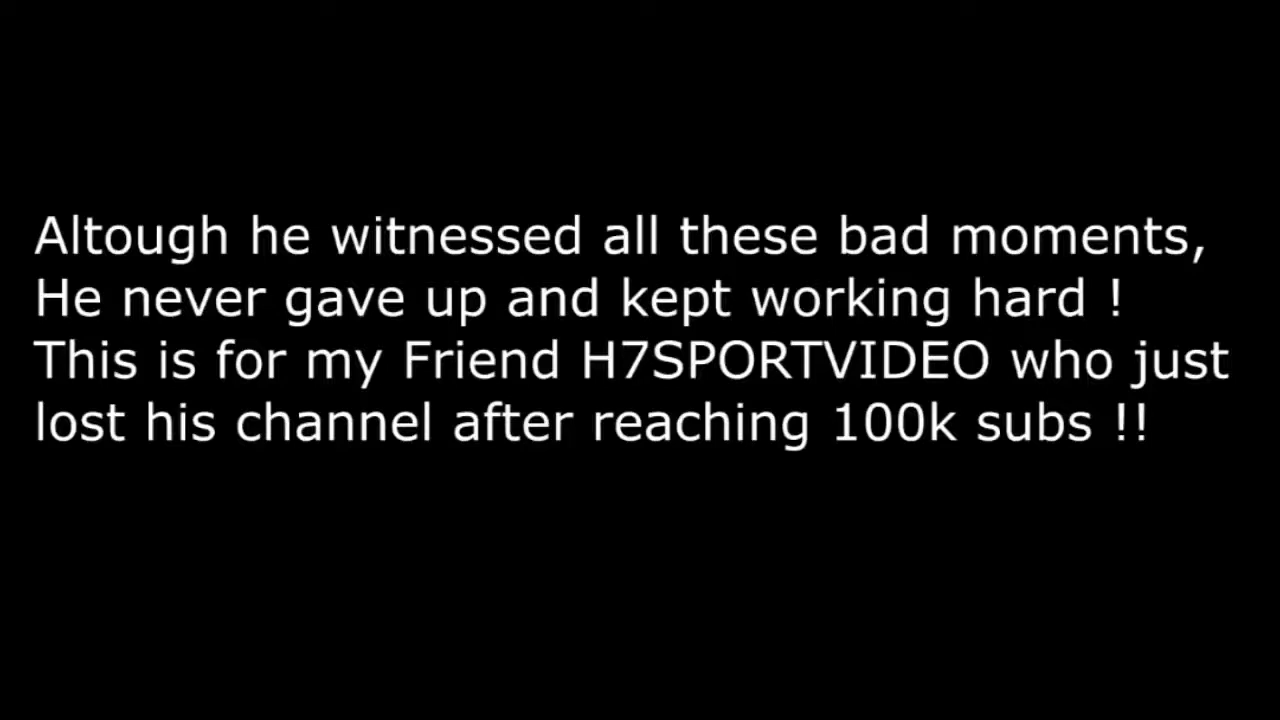 Altough he witnessed all these bad moments,
He never gave up and kept working hard !
This is for my Friend H7SPORTVIDEO who just
lost his channel after reaching 100k subs !!